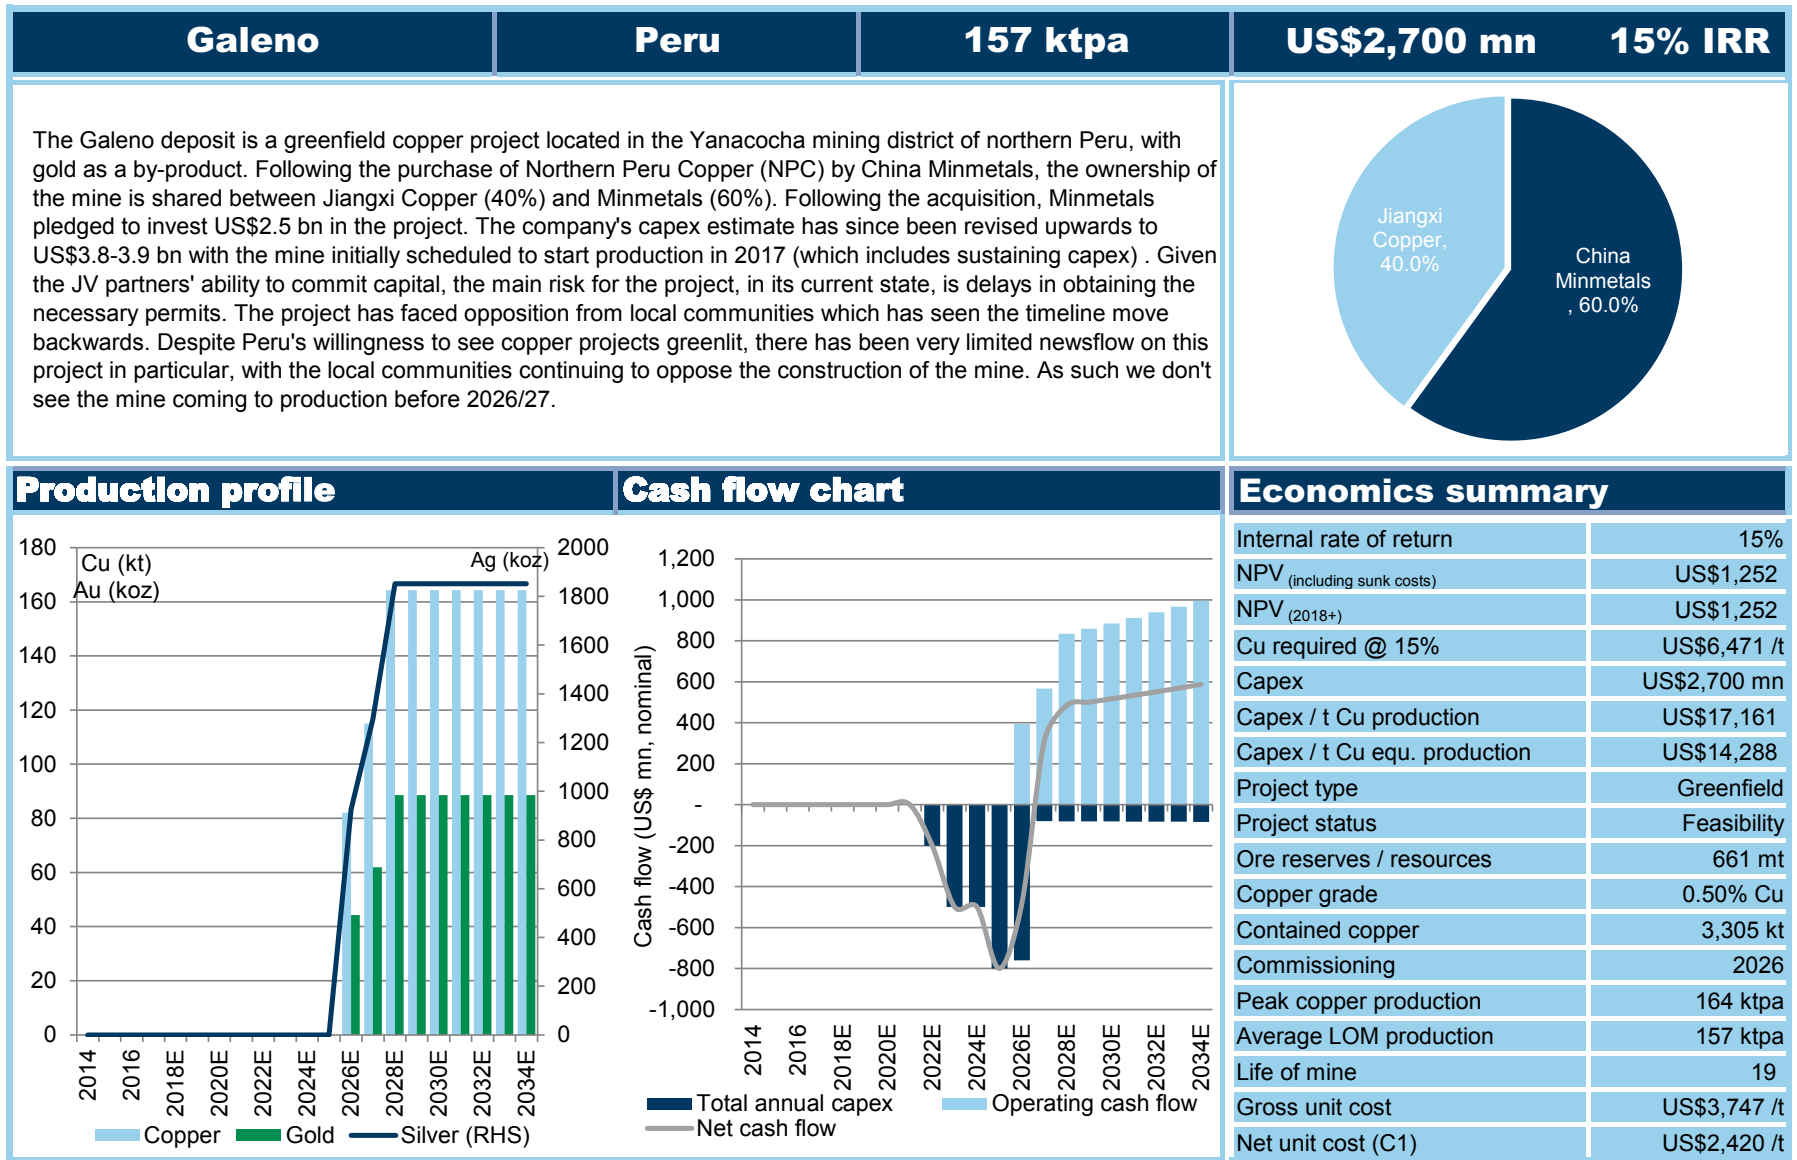 Galeno
Peru
157 ktpa
US$2,700 mn
15% IRR
The Galeno deposit is a greenfield copper project located in the Yanacocha mining district of northern Peru, with
gold as a by-product. Following the purchase of Northern Peru Copper (NPC) by China Minmetals, the ownership of
the mine is shared between Jiangxi Copper (40%) and Minmetals (60%). Following the acquisition, Minmetals
pledged to invest US$2.5 bn in the project. The company's capex estimate has since been revised upwards to
US$3.8-3.9 bn with the mine initially scheduled to start production in 2017 (which includes sustaining capex) . Given
the JV partners' ability to commit capital, the main risk for the project, in its current state, is delays in obtaining the
necessary permits. The project has faced opposition from local communities which has seen the timeline move
backwards. Despite Peru's willingness to see copper projects greenlit, there has been very limited newsflow on this
project in particular, with the local communities continuing to oppose the construction of the mine. As such we don't
see the mine coming to production before 2026/27.
Jiangxi
Copper,
40.0%
China
Minmetals
, 60.0%
Production profile
180
160
140
120
100
80
60
40
20
0
Cu (kt)
Au (koz)
Ag (koz)
2000
1800
1600
1400
1200
1000
800
600
400
200
0
2014
2016
2018E
2020E
2022E
2024E
2026E
2028E
2030E
2032E
2034E
Copper
Gold
Silver (RHS)
Cash flow chart
Cash flow (US$ mn, nominal)
1,200
1,000
800
600
400
200
-
-200
-400
-600
-800
-1,000
2014
2016
2018E
2020E
2022E
2024E
2026E
2028E
2030E
2032E
2034E
Total annual capex
Operating cash flow
Net cash flow
Economics summary
Internal rate of return 15%
NPV (including sunk costs) US$1,252
NPV (2018+) US$1,252
Cu required @ 15% US$6,471 /t
Capex US$2,700 mn
Capex / t Cu production US$17,161
Capex / t Cu equ. production US$14,288
Project type Greenfield
Project status Feasibility
Ore reserves / resources 661 mt
Copper grade 0.50% Cu
Contained copper 3,305 kt
Commissioning 2026
Peak copper production 164 ktpa
Average LOM production 157 ktpa
Life of mine 19
Gross unit cost US$3,747 /t
Net unit cost (C1) US$2,420 /t